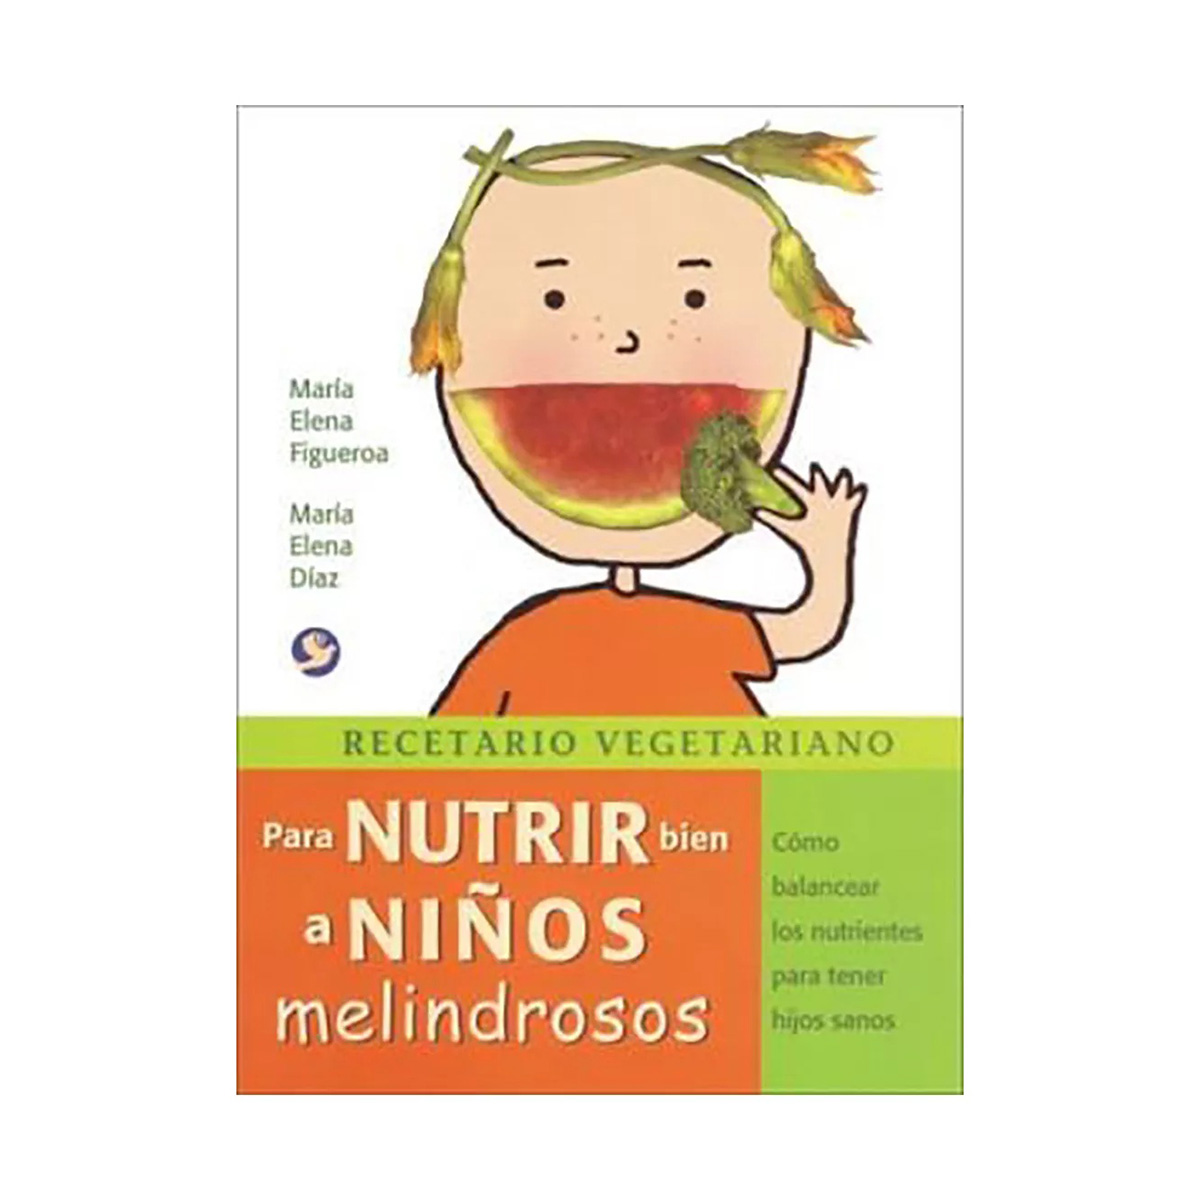 María
Elena
Figueroa
María
Elena
Díaz
RECETARIO VEGETARIANO
Para NUTRIR bien
a NIÑOS
melindrosos
Cómo
balancear
los nutrientes
para tener
hijos sanos